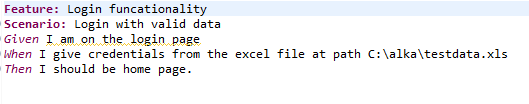 Feature: Login funcationality
Scenario: Login with valid data
Given I am on the login page
When I give credentials from the excel file at path C:\alka\testdata.xls
Then I should be home page.